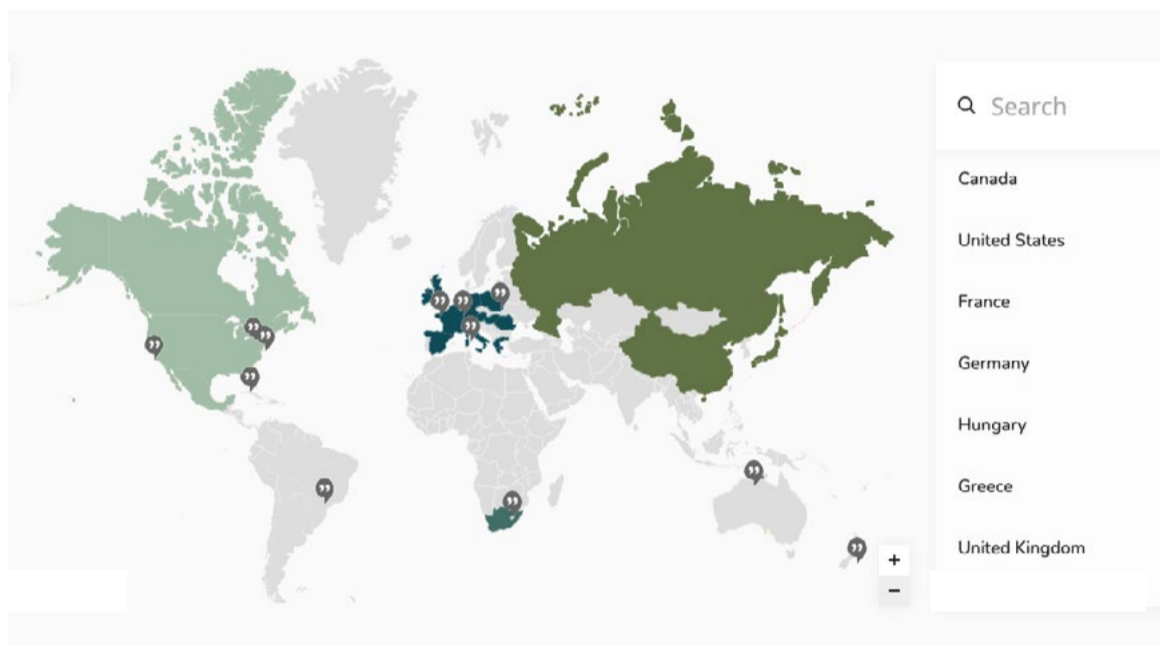 Search
Canada
United States
France
Germany
Hungary
Greece
United Kingdom
+
−